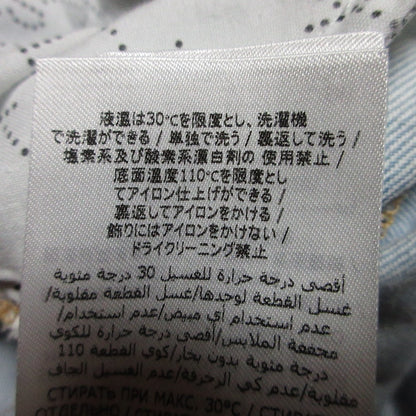 液温は30℃を限度とし、洗濯機
で洗濯ができる / 単独で洗う / 裏返して洗う /
塩素系及び酸素系漂白剤の 使用禁止 /
底面温度110℃を限度とし
てアイロン仕上げができる /
裏返してアイロンをかける /
飾りにはアイロンをかけない /
ドライクリーニング禁止
أقصى درجة حرارة للغسيل 30 درجة مئوية
/غسل القطعة لوحدها/غسل القطعة مقلوبة
/عدم استخدام اي مبيض/عدم استخدام
مجففة الملابس/أقصى درجة حرارة للكوي 110
درجة مئوية بدون بخار/كوي القطعة
مقلوبة/عدم كي الزخرفة/عدم الغسيل الجاف
СТИРАТЬ ПРИ МАКС. 30°C / СТИРАТЬ